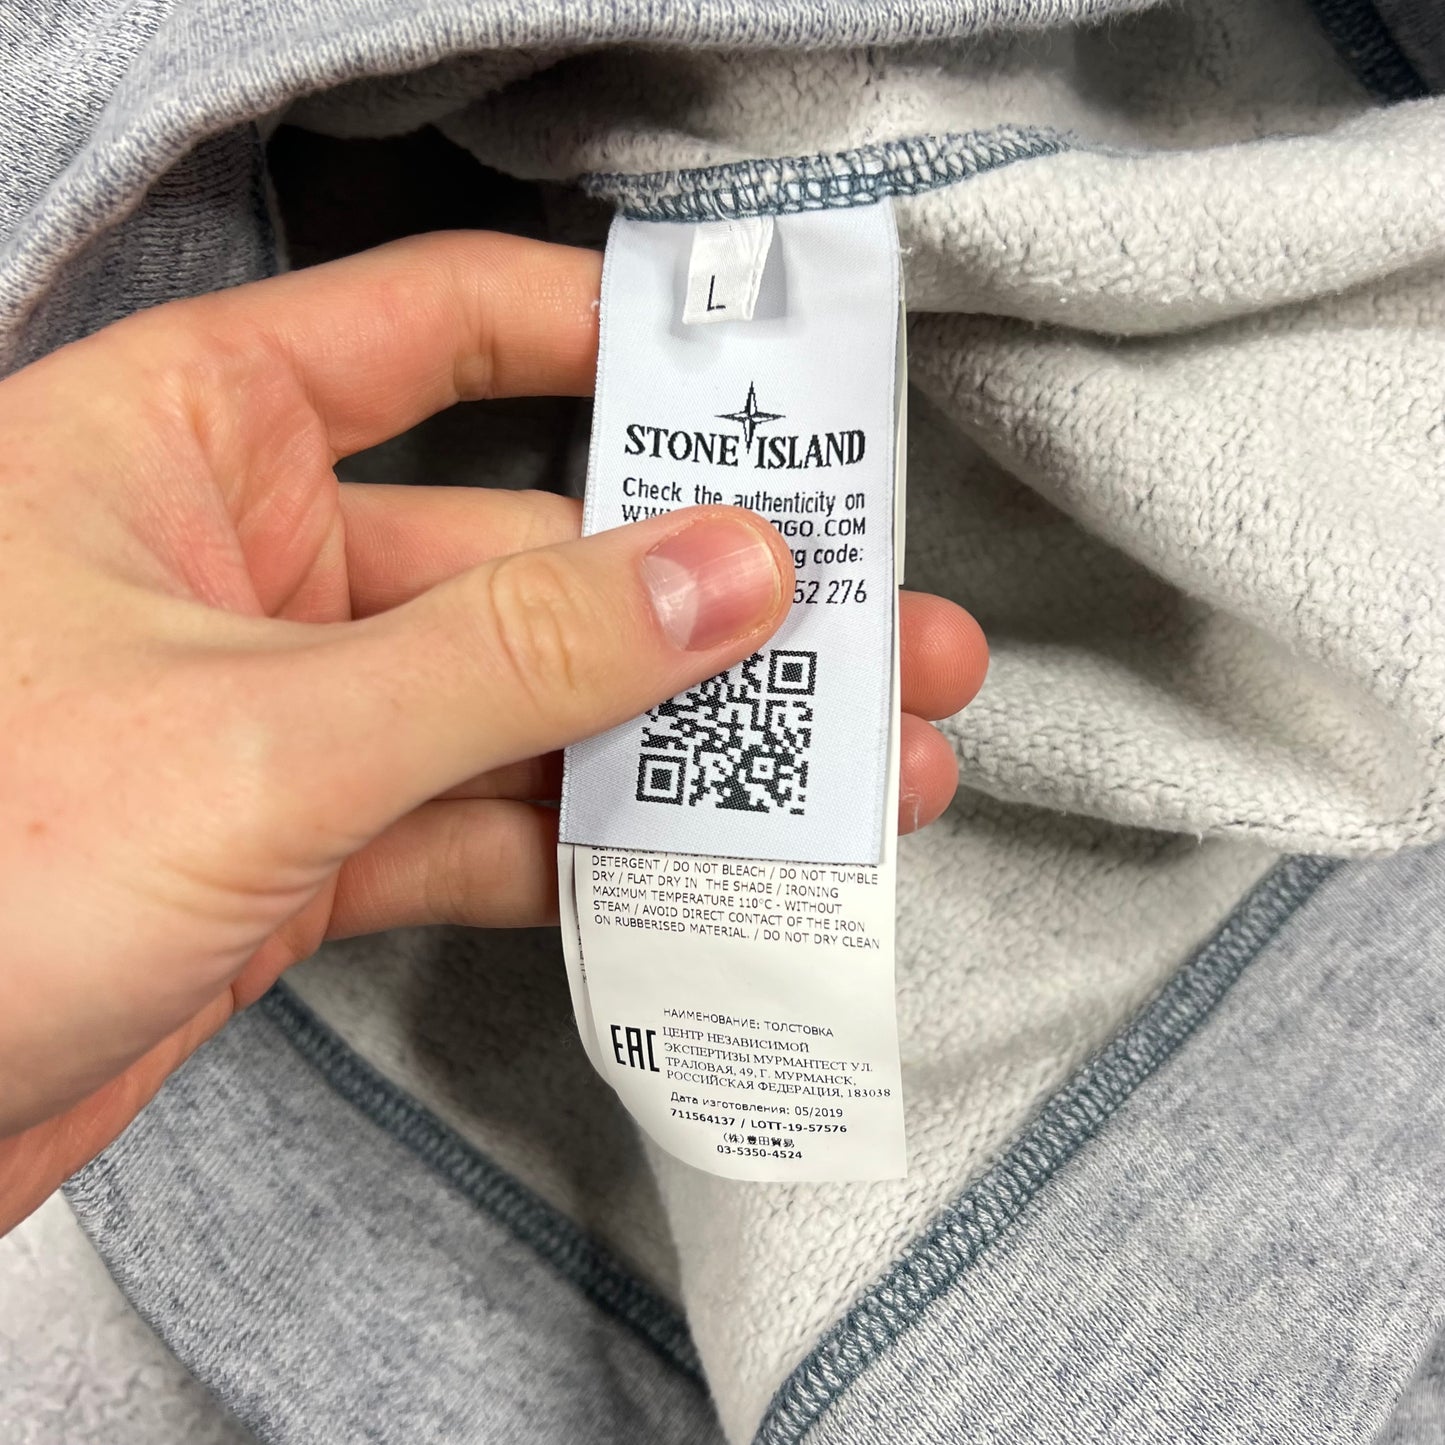 L
STONE ISLAND
Check the authenticity on
OGO.COM
code:
52 276
DETERGENT / DO NOT BLEACH / DO NOT TUMBLE
DRY / FLAT DRY IN THE SHADE / IRONING
MAXIMUM TEMPERATURE 110°C - WITHOUT
STEAM / AVOID DIRECT CONTACT OF THE IRON
ON RUBBERISED MATERIAL. / DO NOT DRY CLEAN
НАИМЕНОВАНИЕ: ТОЛСТОВКА
EAC
ЦЕНТР НЕЗАВИСИМОЙ
ЭКСПЕРТИЗЫ МУРМАНТЕСТ УЛ.
ТРАЛОВАЯ, 49, Г. МУРМАНСК,
РОССИЙСКАЯ ФЕДЕРАЦИЯ, 183038
Дата изготовления: 05/2019
711564137 / LOTT-19-57576
(株)豊田貿易
03-5350-4524